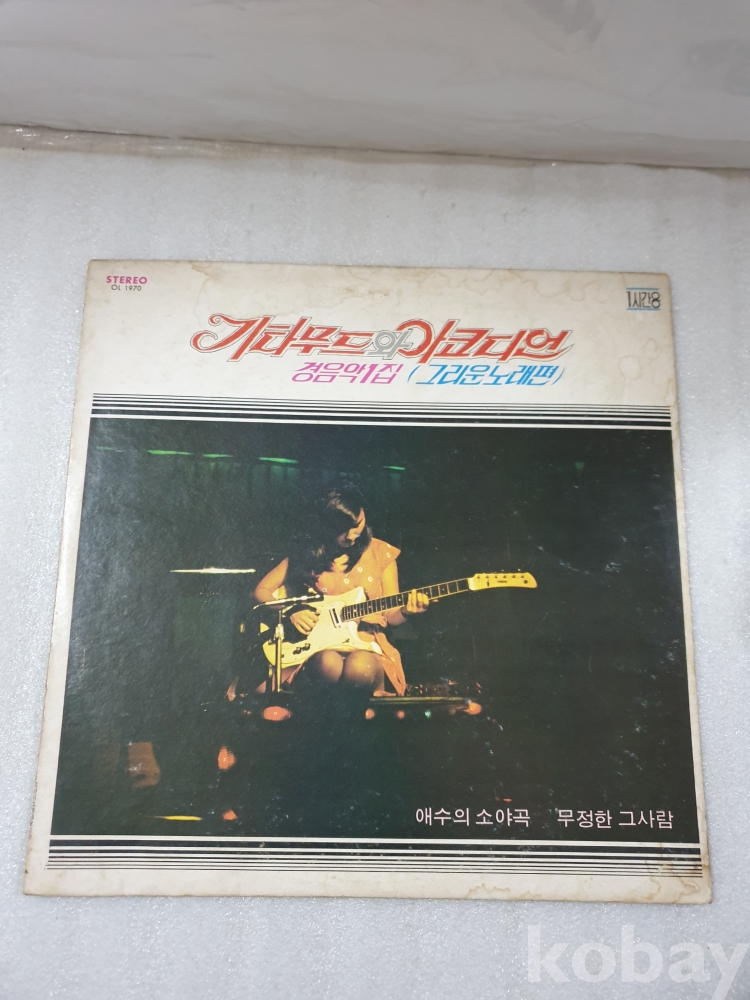 STEREO
OL 1970
1시간용
기타무드와 아코디언
경음악1집 (그리운노래편)
애수의 소야곡 무정한 그사람
kobay